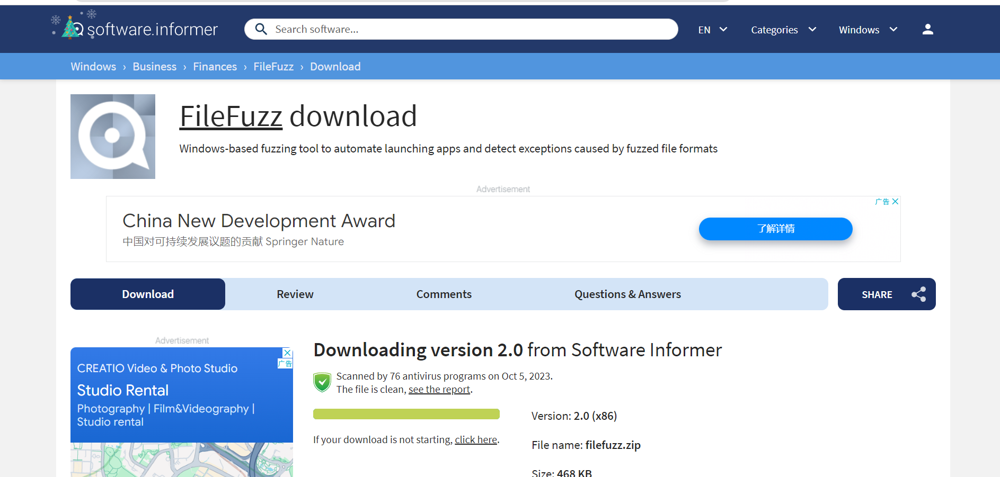 software.informer
Search software...
EN
Categories
Windows
Windows › Business › Finances › FileFuzz › Download
FileFuzz download
Windows-based fuzzing tool to automate launching apps and detect exceptions caused by fuzzed file formats
Advertisement
广告
China New Development Award
中国对可持续发展议题的贡献 Springer Nature
了解详情
Download
Review
Comments
Questions & Answers
SHARE
Advertisement
广告
CREATIO Video & Photo Studio
Studio Rental
Photography | Film&Videography |
Studio rental
Downloading version 2.0 from Software Informer
Scanned by 76 antivirus programs on Oct 5, 2023.
The file is clean, see the report.
If your download is not starting, click here.
Version: 2.0 (x86)
File name: filefuzz.zip
Size: 468 KB